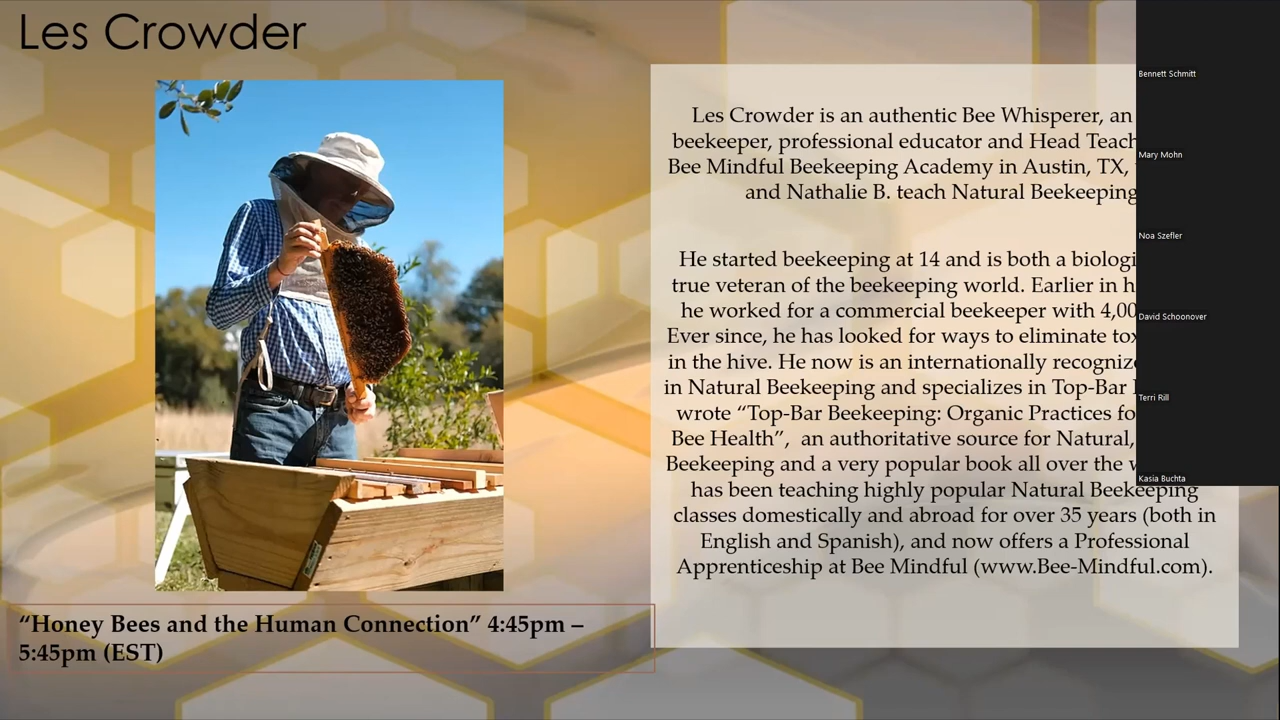 Les Crowder
Les Crowder is an authentic Bee Whisperer, an
beekeeper, professional educator and Head
Bee Mindful Beekeeping Academy in Austin, TX,
and Nathalie B. teach Natural Beekeeping
He started beekeeping at 14 and is both a
true veteran of the beekeeping world. Earlier in
he worked for a commercial beekeeper with
Ever since, he has looked for ways to eliminate
in the hive. He now is an internationally
in Natural Beekeeping and specializes in Top-Bar
wrote “Top-Bar Beekeeping: Organic Practices
Bee Health”, an authoritative source for Natural,
Beekeeping and a very popular book all over the
has been teaching highly popular Natural Beekeeping
classes domestically and abroad for over 35 years (both in
English and Spanish), and now offers a Professional
Apprenticeship at Bee Mindful (www.Bee-Mindful.com).
“Honey Bees and the Human Connection” 4:45pm –
5:45pm (EST)
Bennett Schmitt
Mary Mohn
Noa Szefler
David Schoonover
Terri Rill
Kasia Buchta